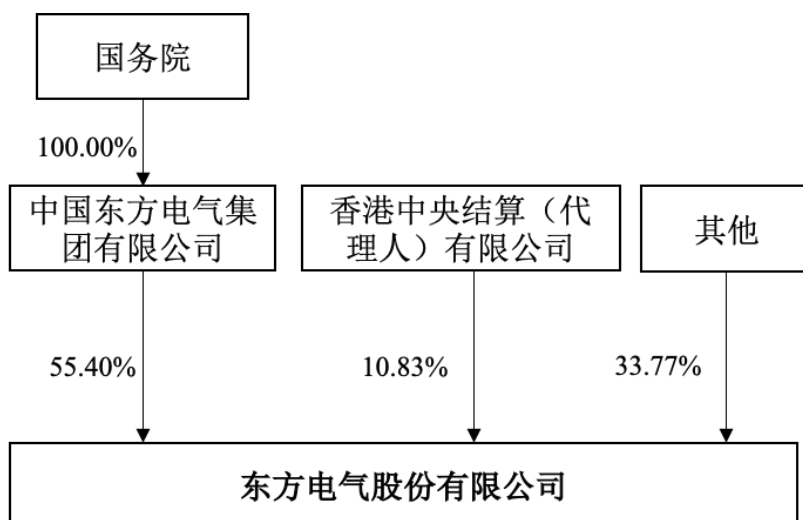 国务院
100.00%
中国东方电气集
团有限公司
香港中央结算（代
理人）有限公司
其他
55.40%
10.83%
33.77%
东方电气股份有限公司